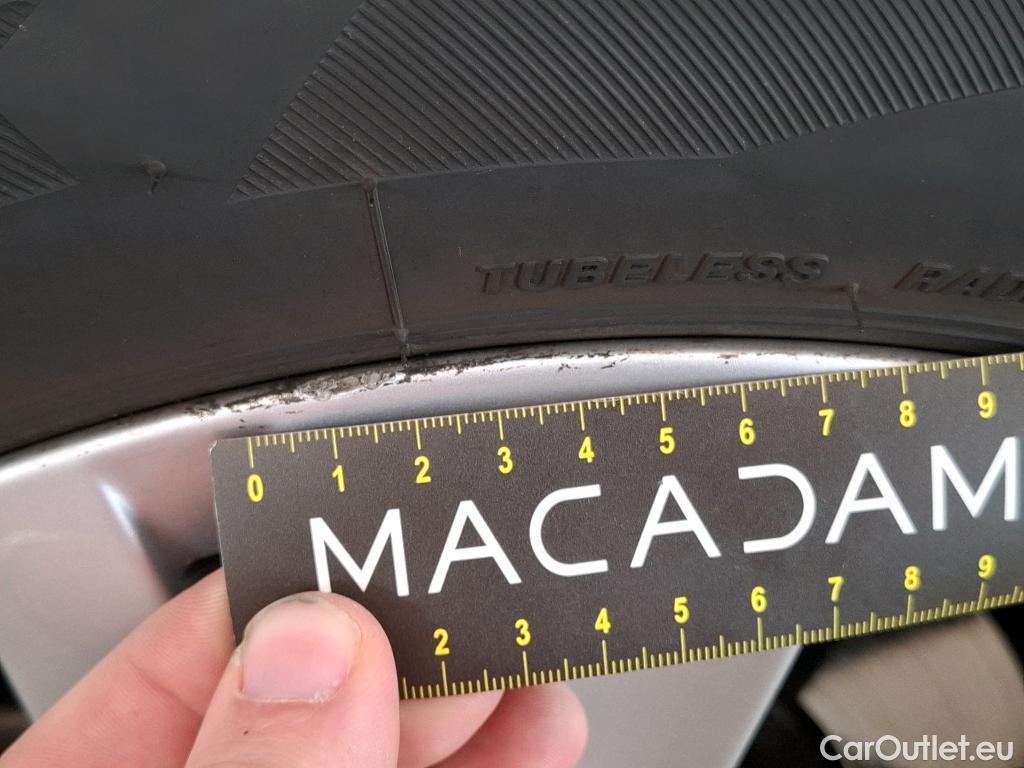 TUBELESS
0 1 2 3 4 5 6 7 8 9
MACADAM
2 3 4 5 6 7 8 9
CarOutlet.eu